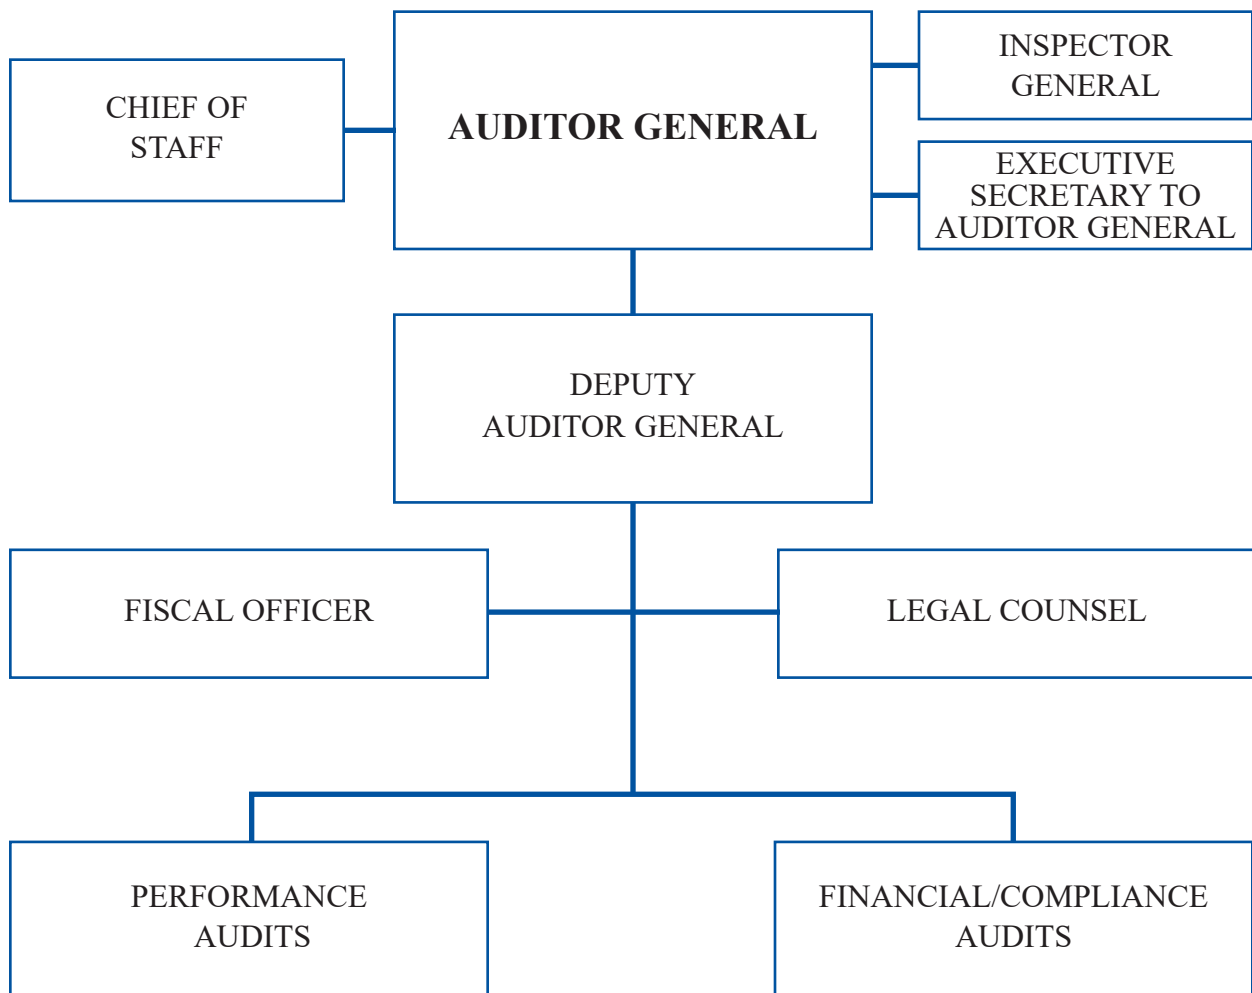 CHIEF OF
STAFF
AUDITOR GENERAL
INSPECTOR
GENERAL
EXECUTIVE
SECRETARY TO
AUDITOR GENERAL
DEPUTY
AUDITOR GENERAL
FISCAL OFFICER
LEGAL COUNSEL
PERFORMANCE
AUDITS
FINANCIAL/COMPLIANCE
AUDITS